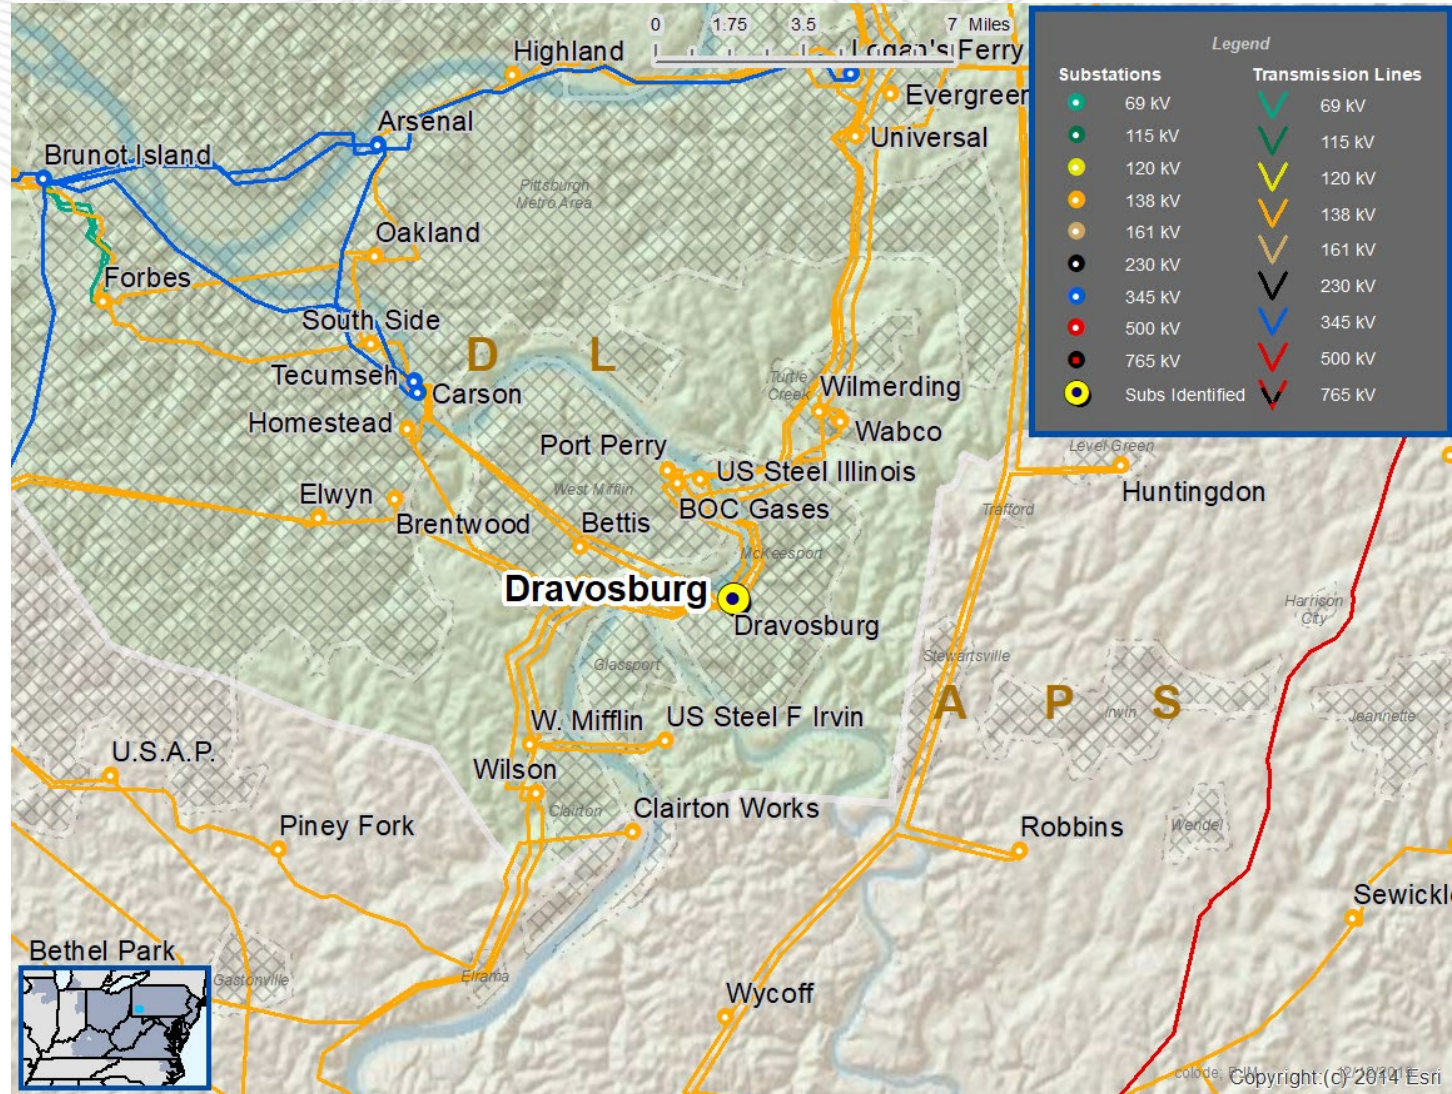 0 1.75 3.5 7 Miles
Highland
Logan's Ferry
Evergreen
Arsenal
Universal
Brunot Island
Pittsburgh
Metro Area
Oakland
Forbes
South Side
D L
Tecumseh
Carson
Turtle
Creek
Wilmerding
Homestead
Wabco
Port Perry
US Steel Illinois
Elwyn
West Mifflin
BOC Gases
Brentwood
Bettis
McKeesport
Dravosburg
Dravosburg
Glassport
W. Mifflin
US Steel F Irvin
U.S.A.P.
Wilson
Clairton
Clairton Works
Piney Fork
Bethel Park
Gastonville
Elrama
Wycoff
Legend
Substations
69 kV
115 kV
120 kV
138 kV
161 kV
230 kV
345 kV
500 kV
765 kV
Subs Identified
Transmission Lines
69 kV
115 kV
120 kV
138 kV
161 kV
230 kV
345 kV
500 kV
765 kV
Level Green
Huntingdon
Trafford
Harrison
City
Stewartsville
A P S
Irwin
Jeannette
Robbins
Wendel
Sewickl
colode;
Copyright:(c) 2014 Esri